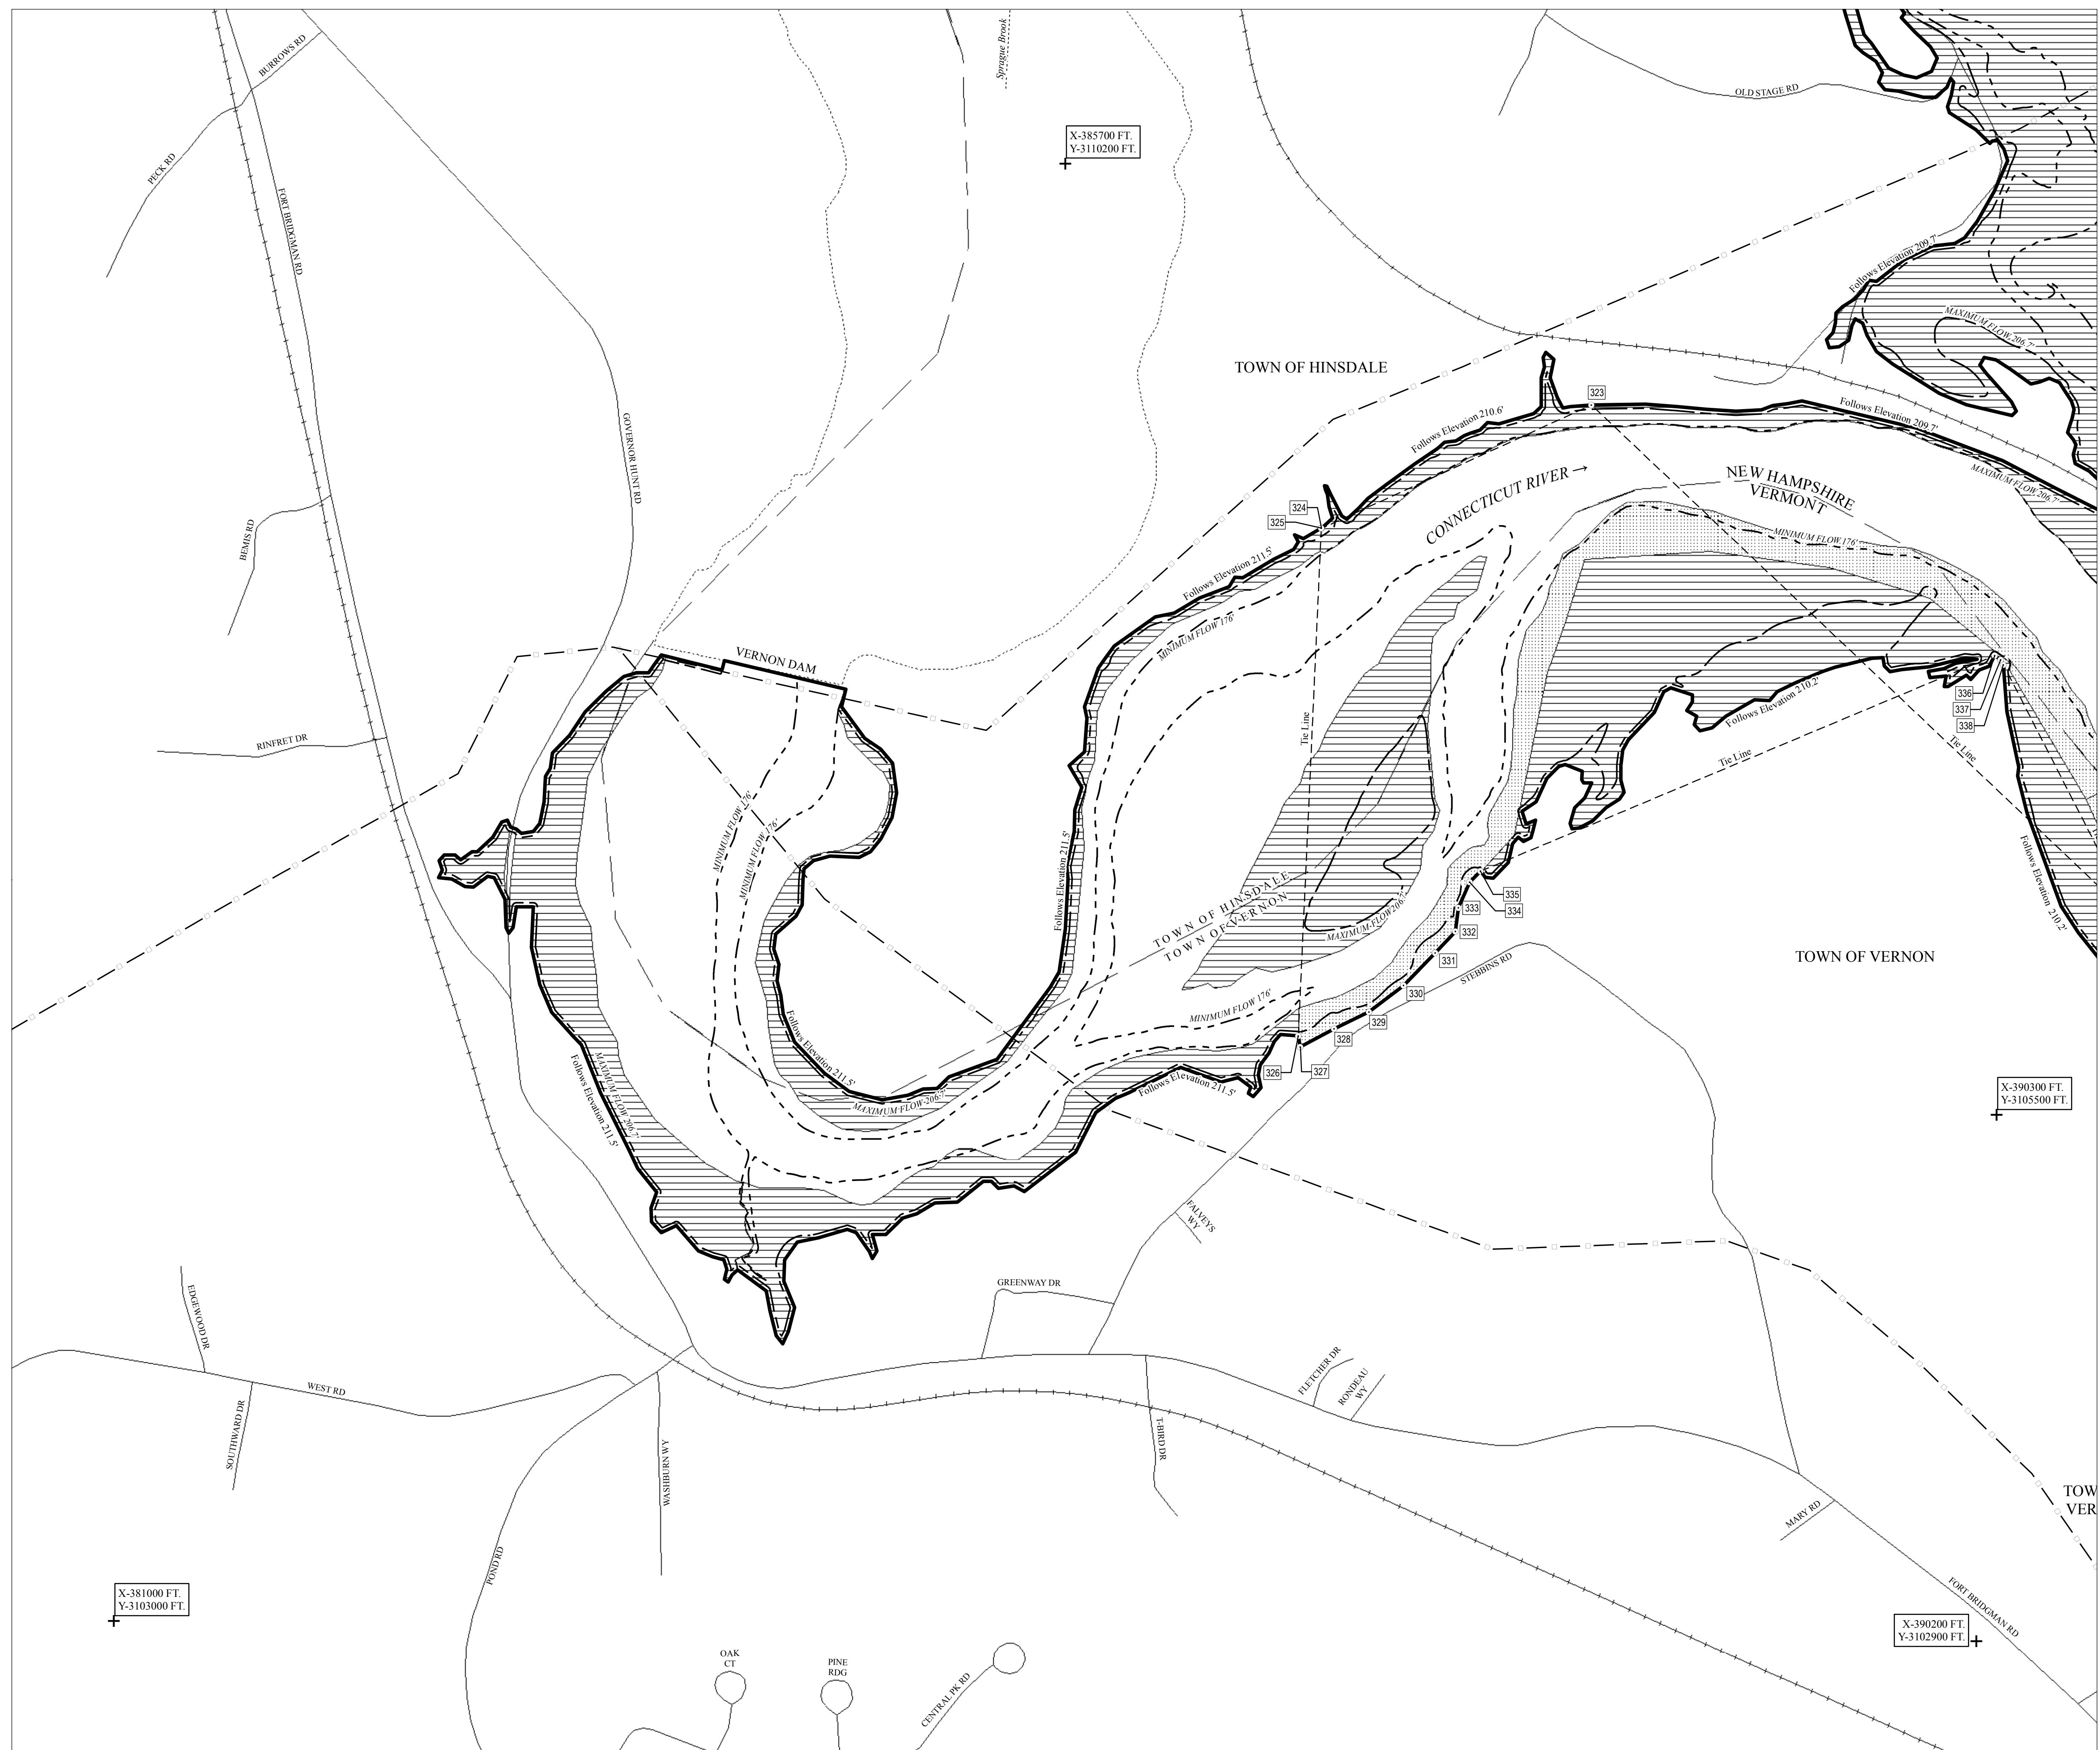 BURROWS RD
PECK RD
FORT BRIDGMAN RD
Sprague Brook
X-385700 FT.
Y-3110200 FT.
OLD STAGE RD
Follows Elevation 209.7'
MAXIMUM FLOW 206.7'
TOWN OF HINSDALE
323
Follows Elevation 210.6'
Follows Elevation 209.7'
MAXIMUM FLOW 206.7'
GOVERNOR HUNT RD
BEMIS RD
324
325
CONNECTICUT RIVER →
NEW HAMPSHIRE
VERMONT
MINIMUM FLOW 176'
Follows Elevation 211.5'
MINIMUM FLOW 176'
VERNON DAM
RINFRET DR
Tie Line
Follows Elevation 210.2'
336
337
338
Tie Line
Tie Line
MINIMUM FLOW 176'
MINIMUM FLOW 176'
Follows Elevation 211.5'
TOWN OF HINSDALE
TOWN OF VERNON
MAXIMUM FLOW 206.7'
335
334
333
332
331
330
329
328
327
326
STEBBINS RD
Follows Elevation 210.2'
TOWN OF VERNON
MINIMUM FLOW 176'
Follows Elevation 211.5'
MAXIMUM FLOW 206.7'
Follows Elevation 211.5'
MAXIMUM FLOW 206.7'
Follows Elevation 211.5'
X-390300 FT.
Y-3105500 FT.
FALVEYS
WY
GREENWAY DR
EDGEWOOD DR
WEST RD
SOUTHWARD DR
WASHBURN WY
FLETCHER DR
RONDEAU
WY
T-BIRD DR
TOW
VER
MARY RD
POND RD
FORT BRIDGMAN RD
X-381000 FT.
Y-3103000 FT.
X-390200 FT.
Y-3102900 FT.
OAK
CT
PINE
RDG
CENTRAL PK RD